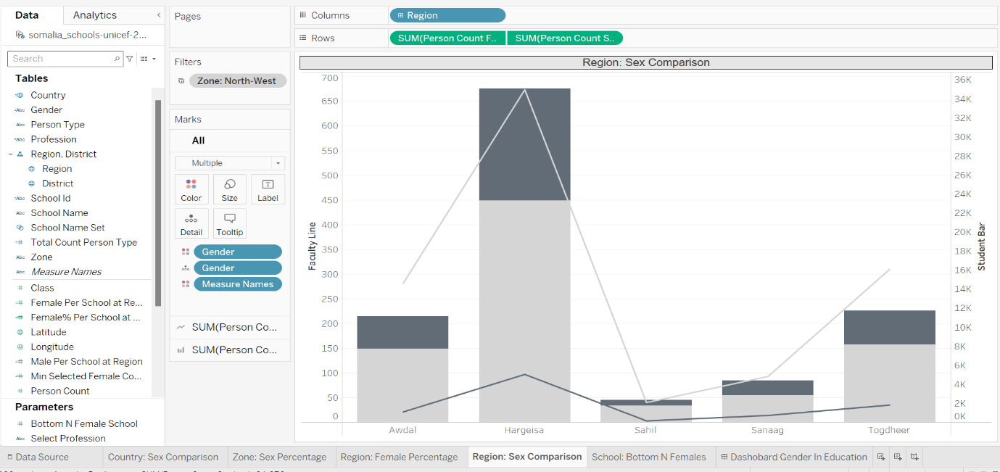 Data
Analytics
somalia_schools-unicef-2...
Search
Tables
Country
Gender
Person Type
Profession
Region, District
Region
District
School Id
School Name
School Name Set
Total Count Person Type
Zone
Measure Names
Class
Female Per School at Re...
Female% Per School at ...
Latitude
Longitude
Male Per School at Region
Min Selected Female Co...
Person Count
Parameters
Bottom N Female School
Select Profession
Pages
Filters
Zone: North-West
Marks
All
Multiple
Color
Size
Label
Detail
Tooltip
Gender
Gender
Measure Names
SUM(Person Co...
SUM(Person Co...
Columns
Region
Rows
SUM(Person Count F..
SUM(Person Count S..
Region: Sex Comparison
Faculty Line
700
650
600
550
500
450
400
350
300
250
200
150
100
50
0
36K
34K
32K
30K
28K
26K
24K
22K
20K
18K
16K
14K
12K
10K
8K
6K
4K
2K
0K
Student Bar
Awdal
Hargeisa
Sahil
Sanaag
Togdheer
Data Source
Country: Sex Comparison
Zone: Sex Percentage
Region: Female Percentage
Region: Sex Comparison
School: Bottom N Females
Dashobard Gender In Education